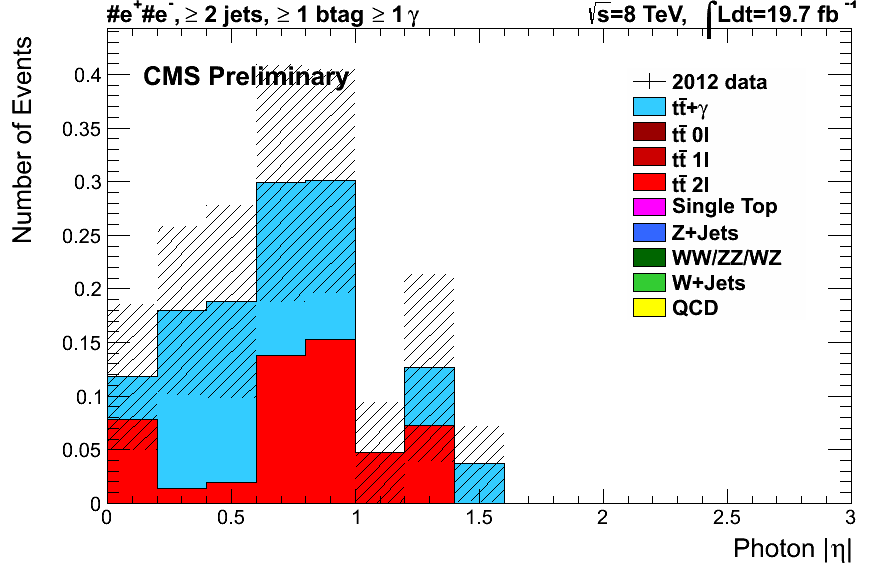 #e⁺#e⁻, ≥ 2 jets, ≥ 1 btag ≥ 1 γ
√s=8 TeV, ∫Ldt=19.7 fb⁻¹
CMS Preliminary
2012 data
tt̄+γ
tt̄ 0l
tt̄ 1l
tt̄ 2l
Single Top
Z+Jets
WW/ZZ/WZ
W+Jets
QCD
Number of Events
0.4
0.35
0.3
0.25
0.2
0.15
0.1
0.05
0
0 0.5 1 1.5 2 2.5 3
Photon |η|